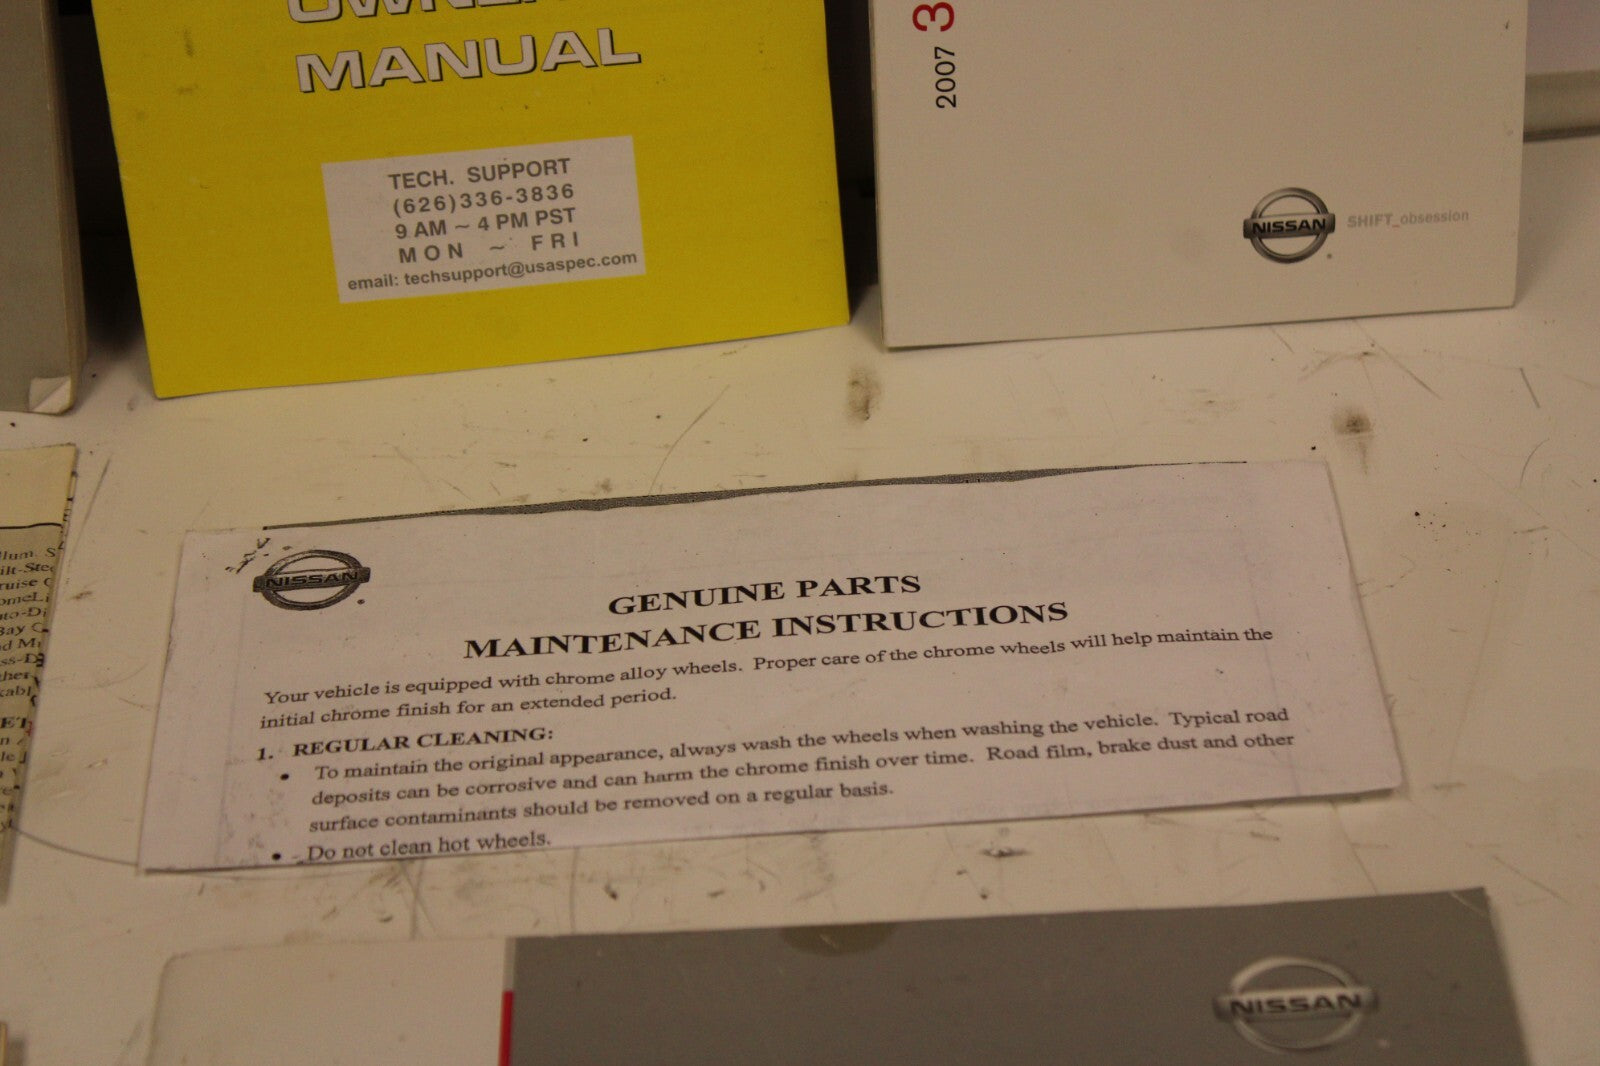 MANUAL
TECH. SUPPORT
(626)336-3836
9 AM ~ 4 PM PST
MON ~ FRI
email: techsupport@usaspec.com
2007 3
NISSAN SHIFT_obsession
NISSAN
GENUINE PARTS
MAINTENANCE INSTRUCTIONS
Your vehicle is equipped with chrome alloy wheels. Proper care of the chrome wheels will help maintain the
initial chrome finish for an extended period.
1. REGULAR CLEANING:
• To maintain the original appearance, always wash the wheels when washing the vehicle. Typical road
deposits can be corrosive and can harm the chrome finish over time. Road film, brake dust and other
surface contaminants should be removed on a regular basis.
• Do not clean hot wheels.
NISSAN